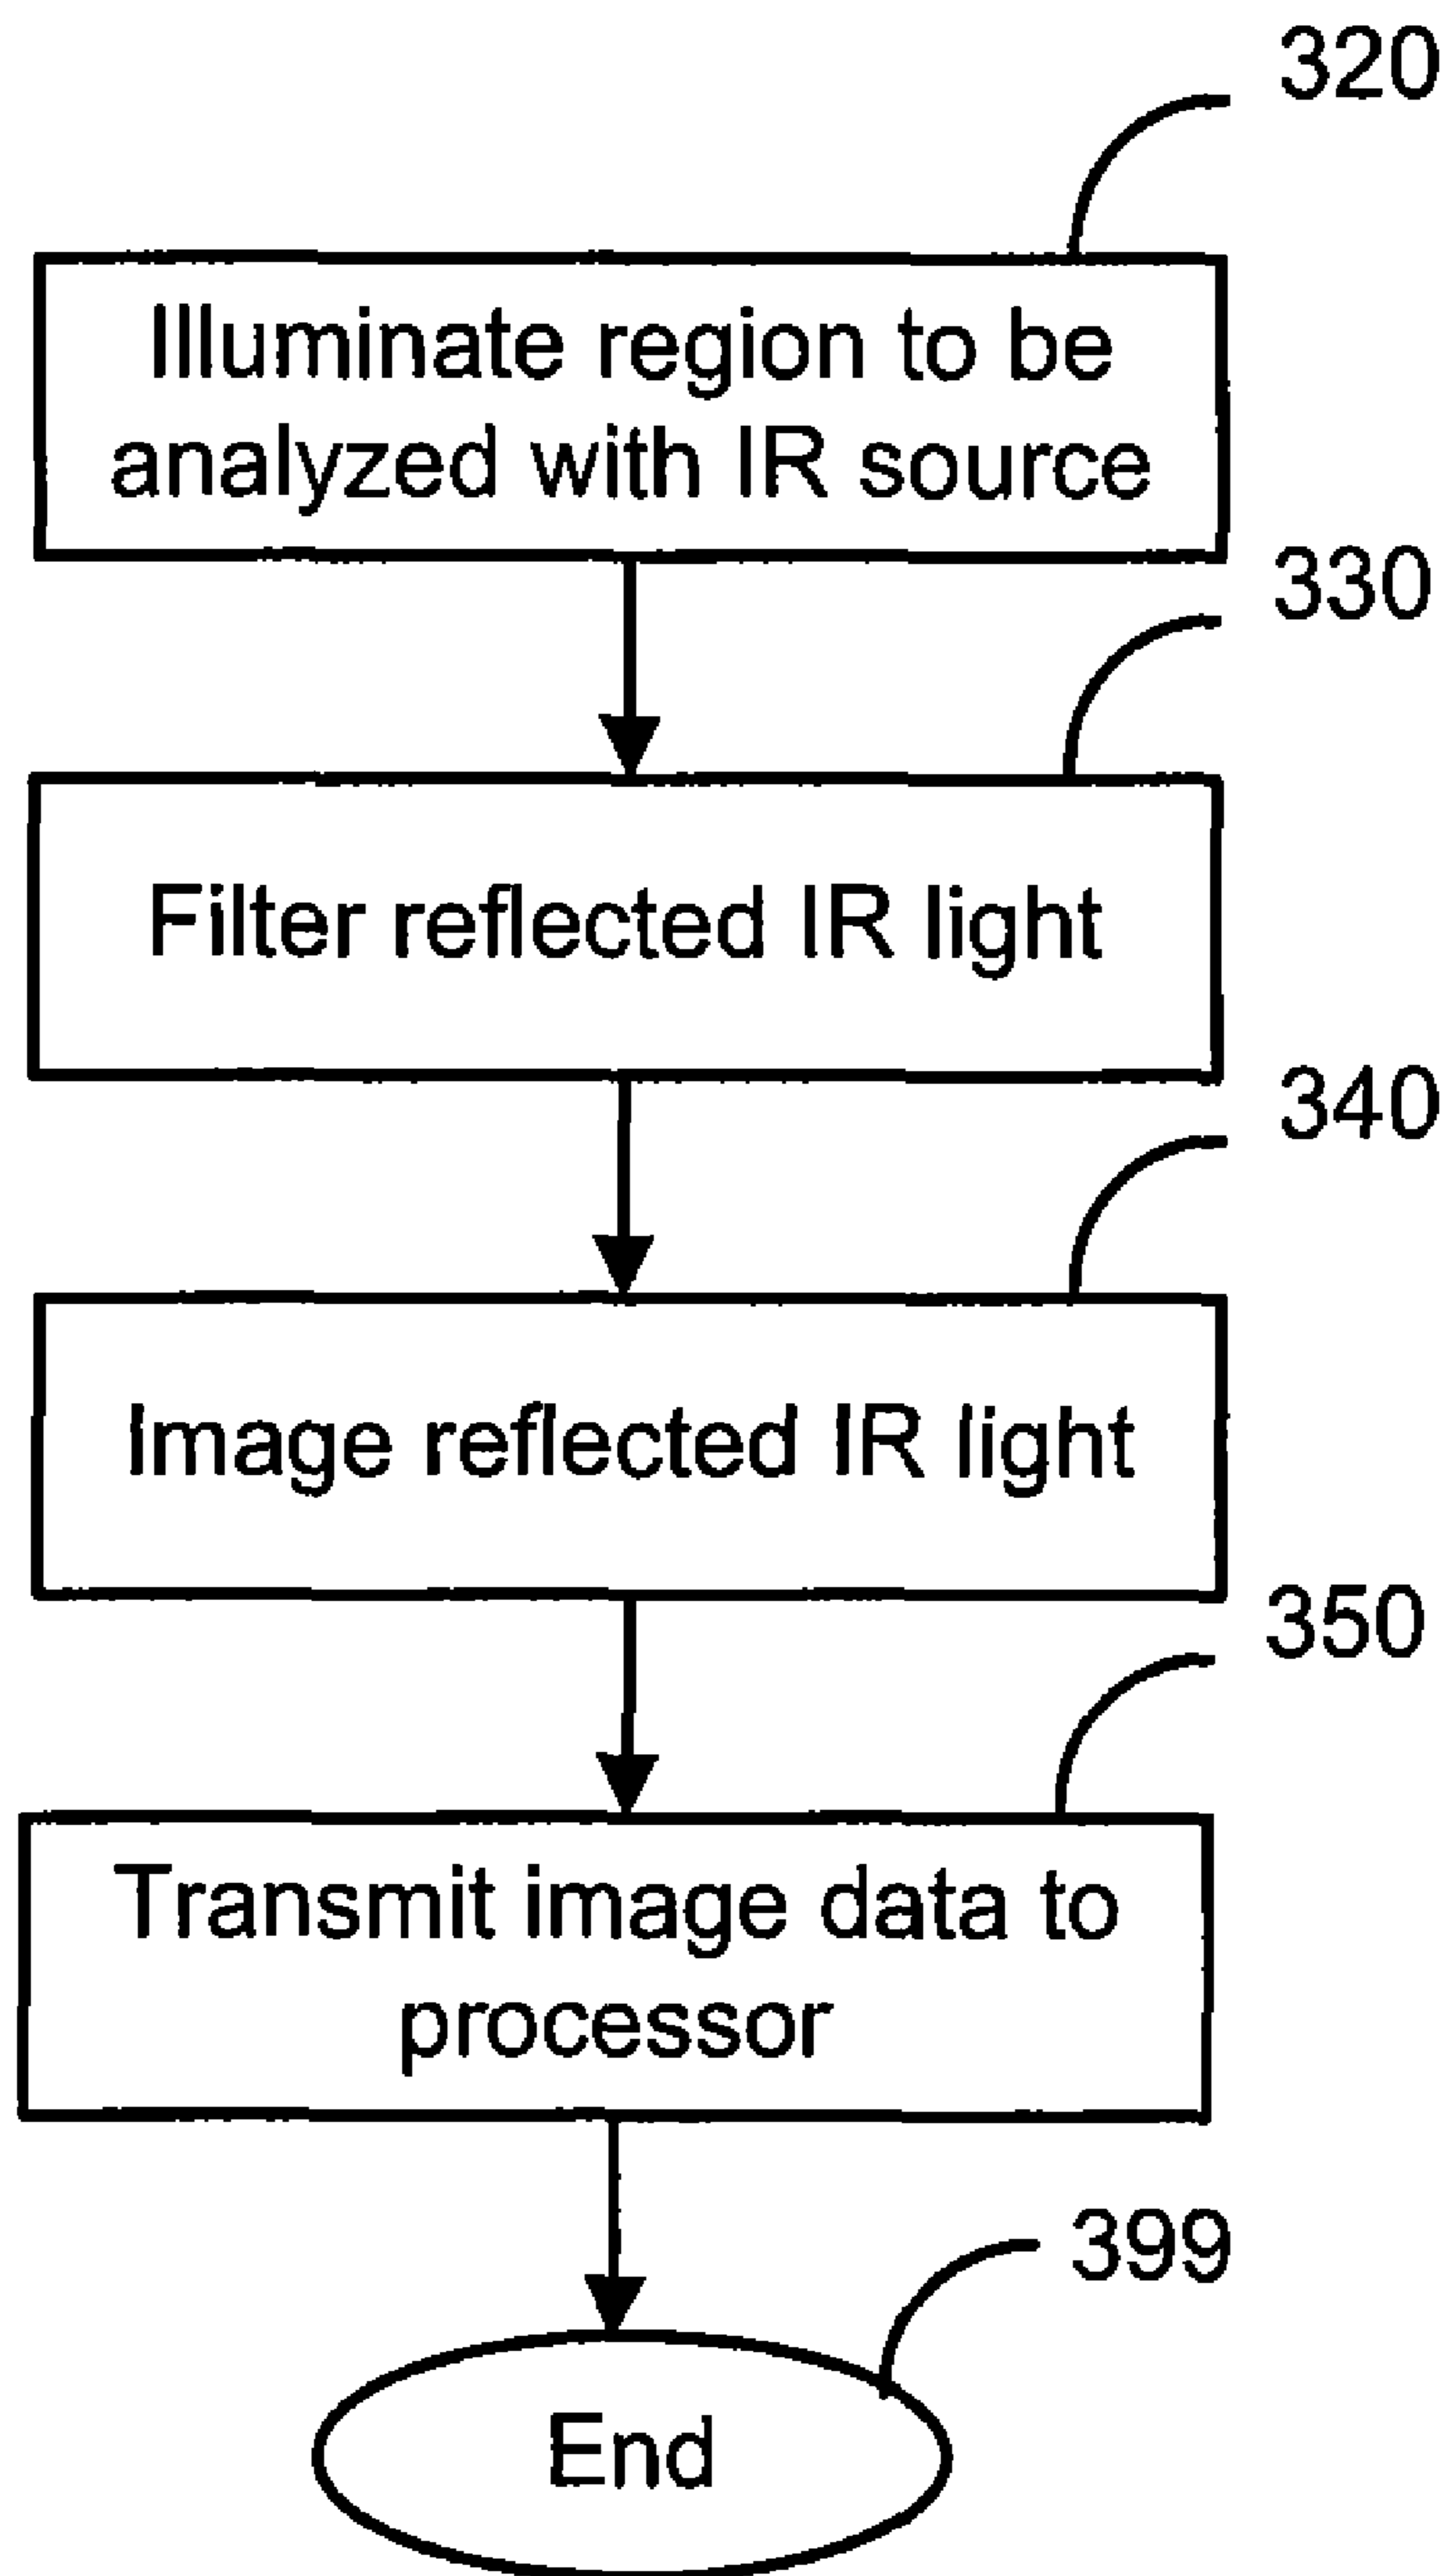 320
Illuminate region to be
analyzed with IR source
330
Filter reflected IR light
340
Image reflected IR light
350
Transmit image data to
processor
399
End